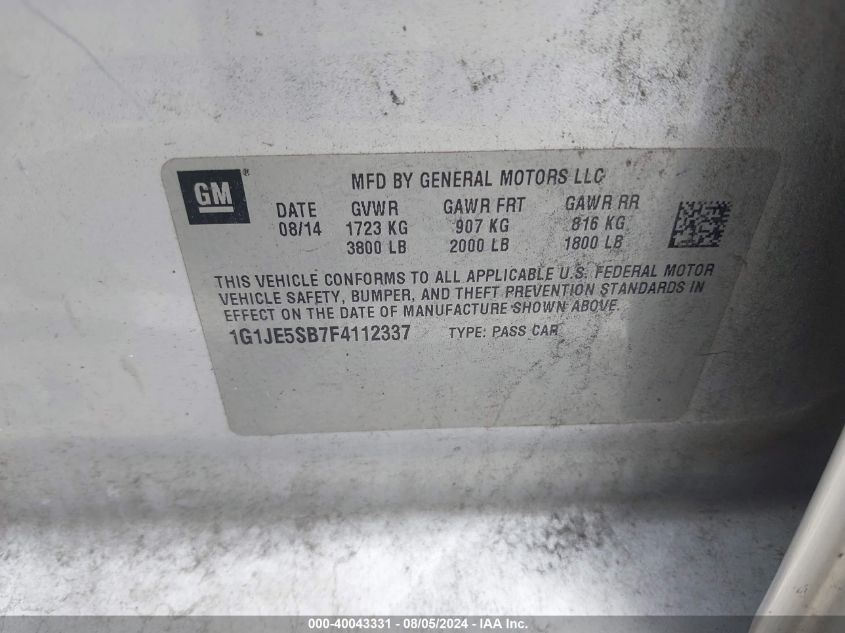 GM ®
MFD BY GENERAL MOTORS LLC
DATE GVWR GAWR FRT GAWR RR
08/14 1723 KG 907 KG 816 KG
3800 LB 2000 LB 1800 LB
THIS VEHICLE CONFORMS TO ALL APPLICABLE U.S. FEDERAL MOTOR
VEHICLE SAFETY, BUMPER, AND THEFT PREVENTION STANDARDS IN
EFFECT ON THE DATE OF MANUFACTURE SHOWN ABOVE.
1G1JE5SB7F4112337 TYPE: PASS CAR
000-40043331 - 08/05/2024 - IAA Inc.